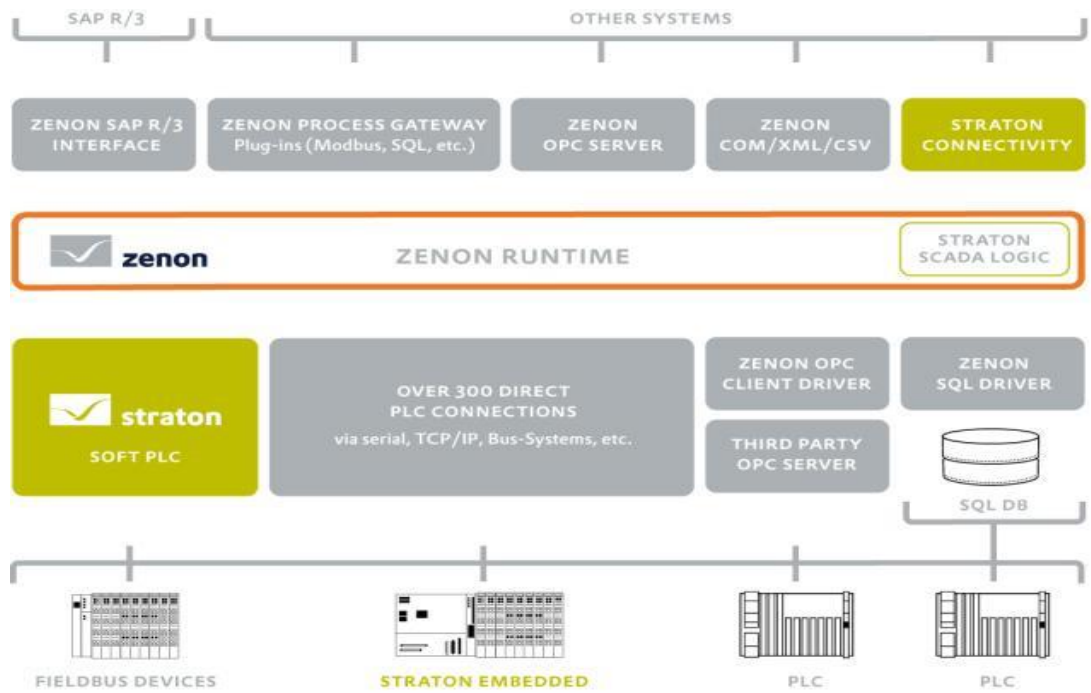 SAP R/3
OTHER SYSTEMS
ZENON SAP R/3
INTERFACE
ZENON PROCESS GATEWAY
Plug-ins (Modbus, SQL, etc.)
ZENON
OPC SERVER
ZENON
COM/XML/CSV
STRATON
CONNECTIVITY
zenon
ZENON RUNTIME
STRATON
SCADA LOGIC
straton
SOFT PLC
OVER 300 DIRECT
PLC CONNECTIONS
via serial, TCP/IP, Bus-Systems, etc.
ZENON OPC
CLIENT DRIVER
THIRD PARTY
OPC SERVER
ZENON
SQL DRIVER
SQL DB
FIELDBUS DEVICES
STRATON EMBEDDED
PLC
PLC